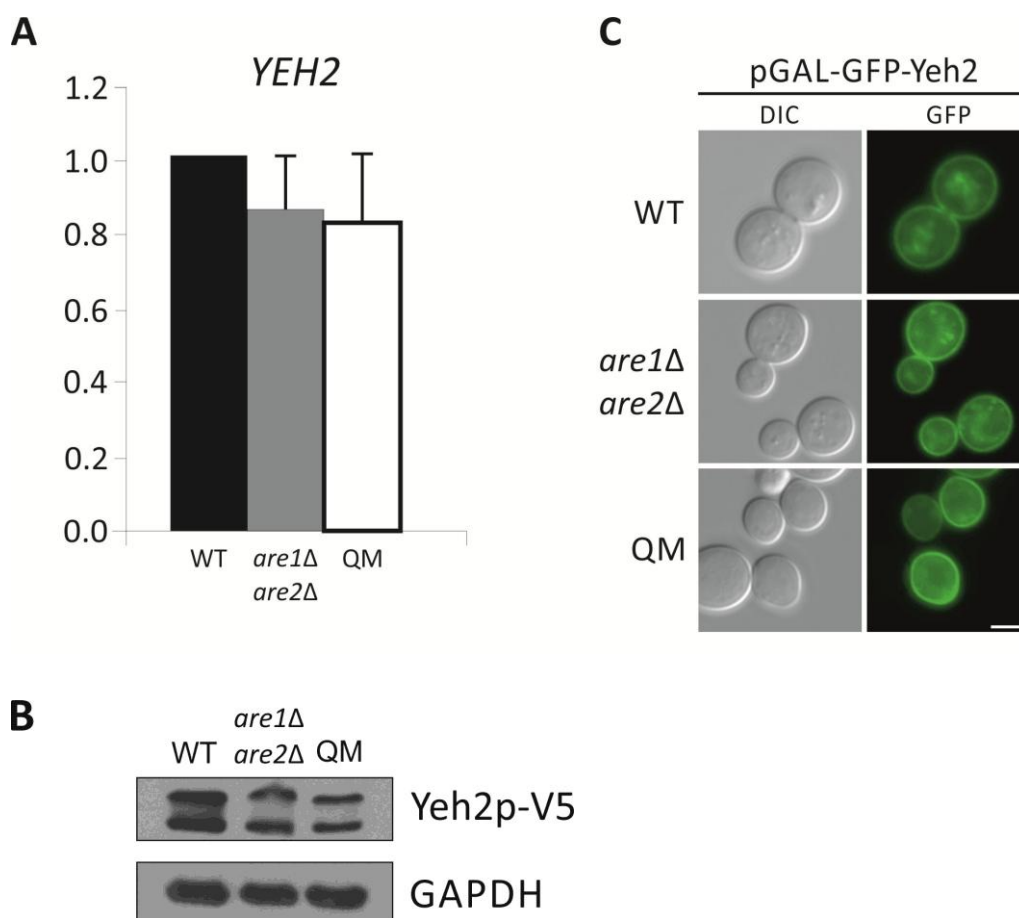 A
YEH2
1.2
1.0
0.8
0.6
0.4
0.2
0.0
WT
are1Δ
are2Δ
QM
B
WT
are1Δ
are2Δ
QM
Yeh2p-V5
GAPDH
C
pGAL-GFP-Yeh2
DIC GFP
WT
are1Δ
are2Δ
QM